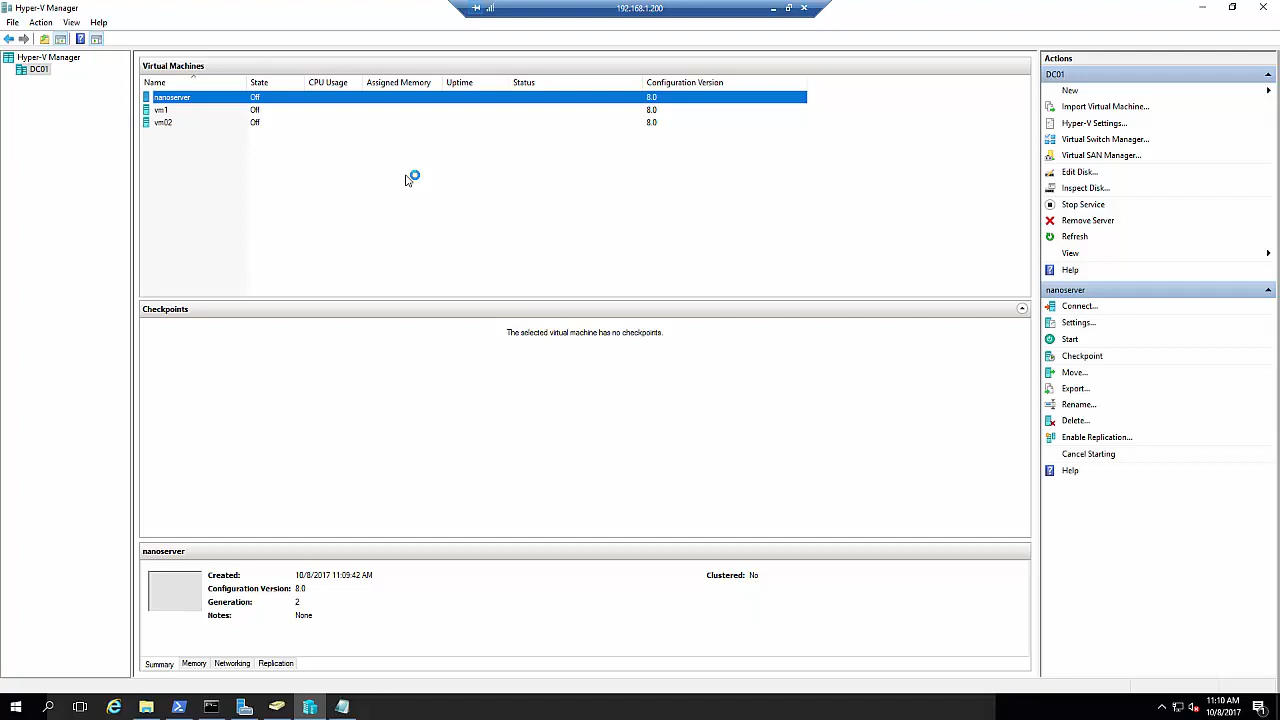 Hyper-V Manager
192.168.1.200
File Action View Help
Hyper-V Manager
DC01
Virtual Machines
Name State CPU Usage Assigned Memory Uptime Status Configuration Version
nanoserver Off 8.0
vm1 Off 8.0
vm02 Off 8.0
Checkpoints
The selected virtual machine has no checkpoints.
nanoserver
Created: 10/8/2017 11:09:42 AM Clustered: No
Configuration Version: 8.0
Generation: 2
Notes: None
Summary Memory Networking Replication
Actions
DC01
New
Import Virtual Machine...
Hyper-V Settings...
Virtual Switch Manager...
Virtual SAN Manager...
Edit Disk...
Inspect Disk...
Stop Service
Remove Server
Refresh
View
Help
nanoserver
Connect...
Settings...
Start
Checkpoint
Move...
Export...
Rename...
Delete...
Enable Replication...
Cancel Starting
Help
11:10 AM
10/8/2017